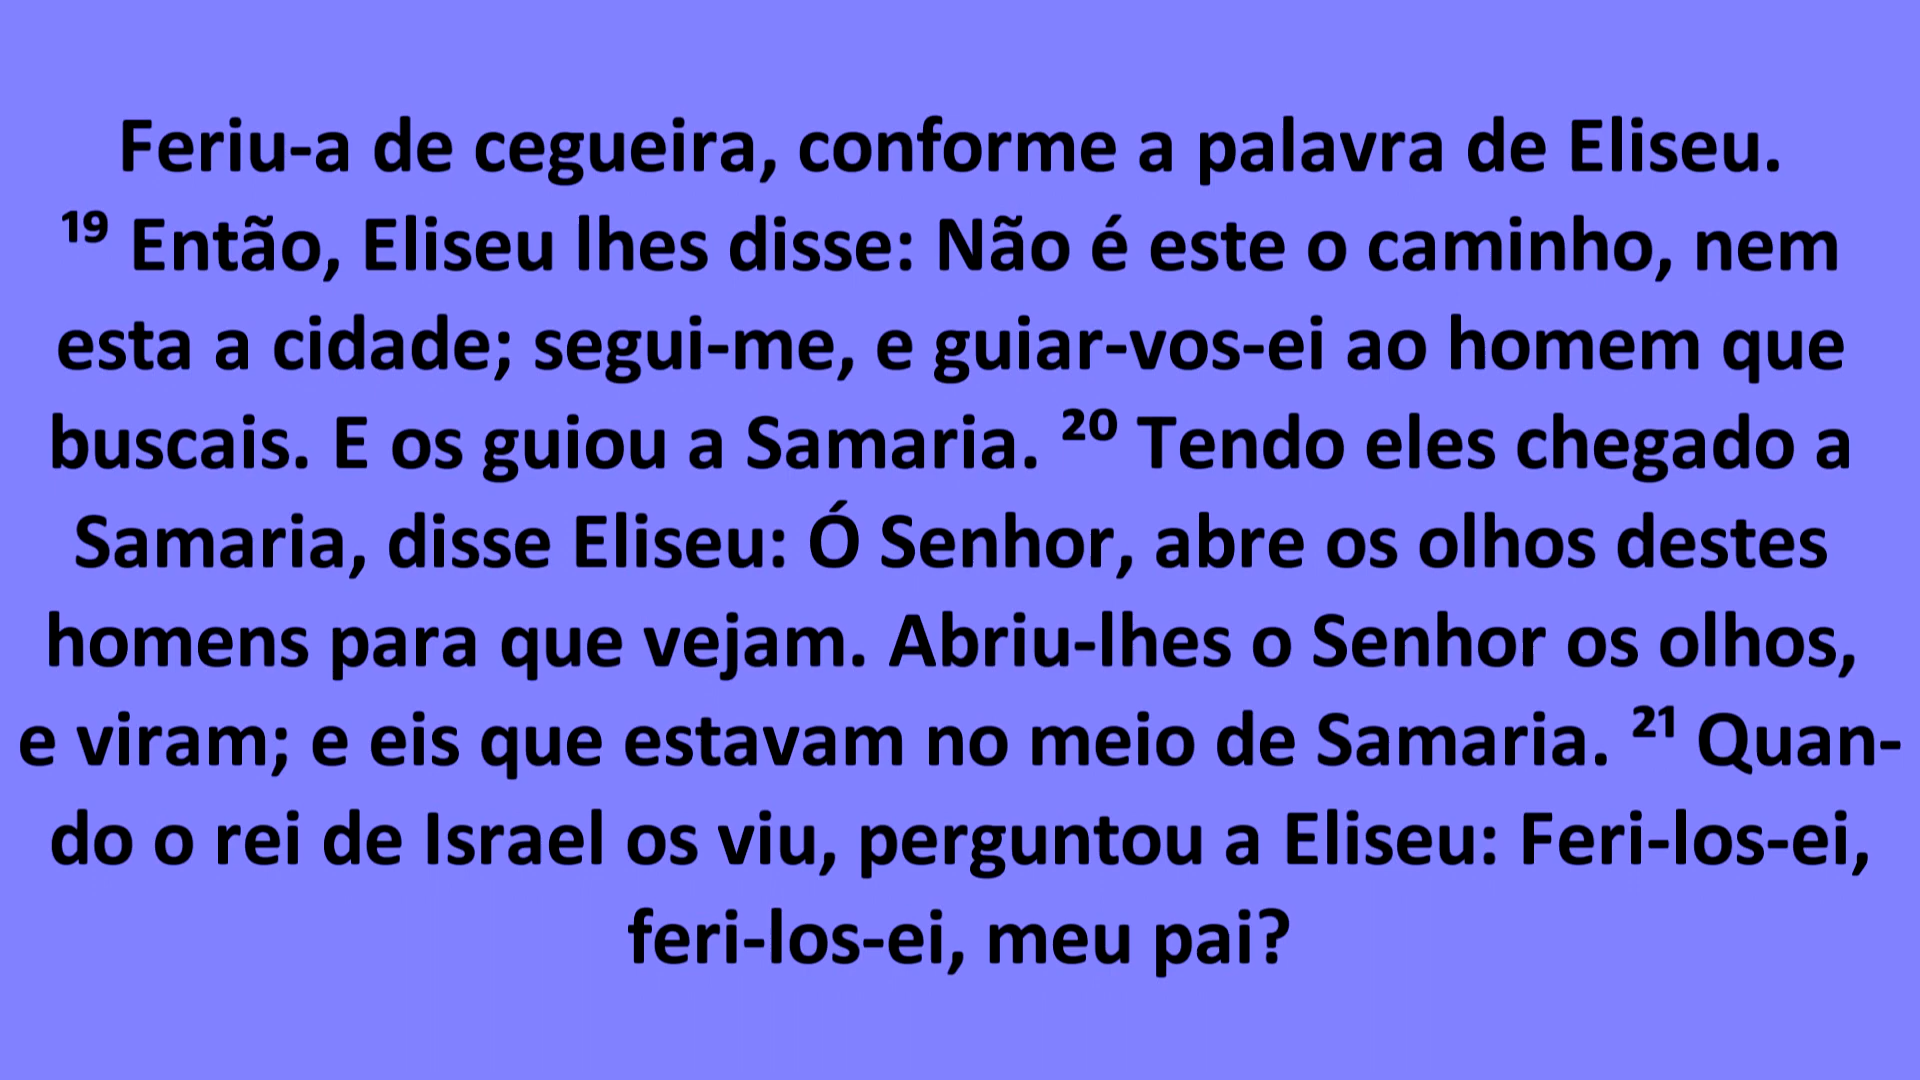 Feriu-a de cegueira, conforme a palavra de Eliseu.
¹⁹ Então, Eliseu lhes disse: Não é este o caminho, nem
esta a cidade; segui-me, e guiar-vos-ei ao homem que
buscais. E os guiou a Samaria. ²⁰ Tendo eles chegado a
Samaria, disse Eliseu: Ó Senhor, abre os olhos destes
homens para que vejam. Abriu-lhes o Senhor os olhos,
e viram; e eis que estavam no meio de Samaria. ²¹ Quan-
do o rei de Israel os viu, perguntou a Eliseu: Feri-los-ei,
feri-los-ei, meu pai?